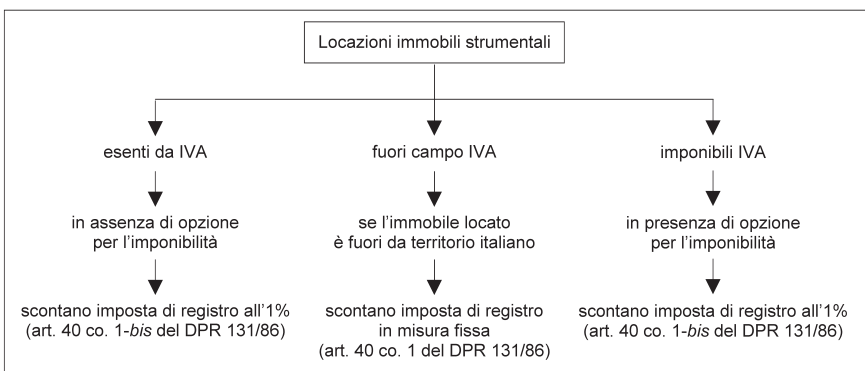 Locazioni immobili strumentali
esenti da IVA
in assenza di opzione
per l'imponibilità
scontano imposta di registro all'1%
(art. 40 co. 1-bis del DPR 131/86)
fuori campo IVA
se l'immobile locato
è fuori da territorio italiano
scontano imposta di registro
in misura fissa
(art. 40 co. 1 del DPR 131/86)
imponibili IVA
in presenza di opzione
per l'imponibilità
scontano imposta di registro all'1%
(art. 40 co. 1-bis del DPR 131/86)